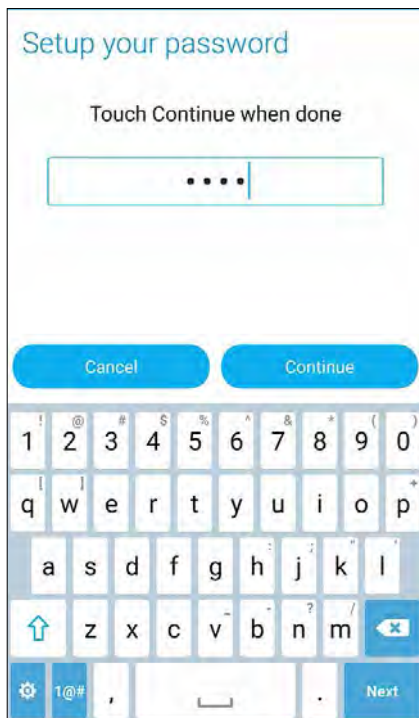 Setup your password
Touch Continue when done
••••
Cancel Continue
! @ # $ % ^ & * ( )
1 2 3 4 5 6 7 8 9 0
[ ] +
q w e r t y u i o p
: ; " '
a s d f g h j k l
_ - ? /
z x c v b n m
1@# , . Next